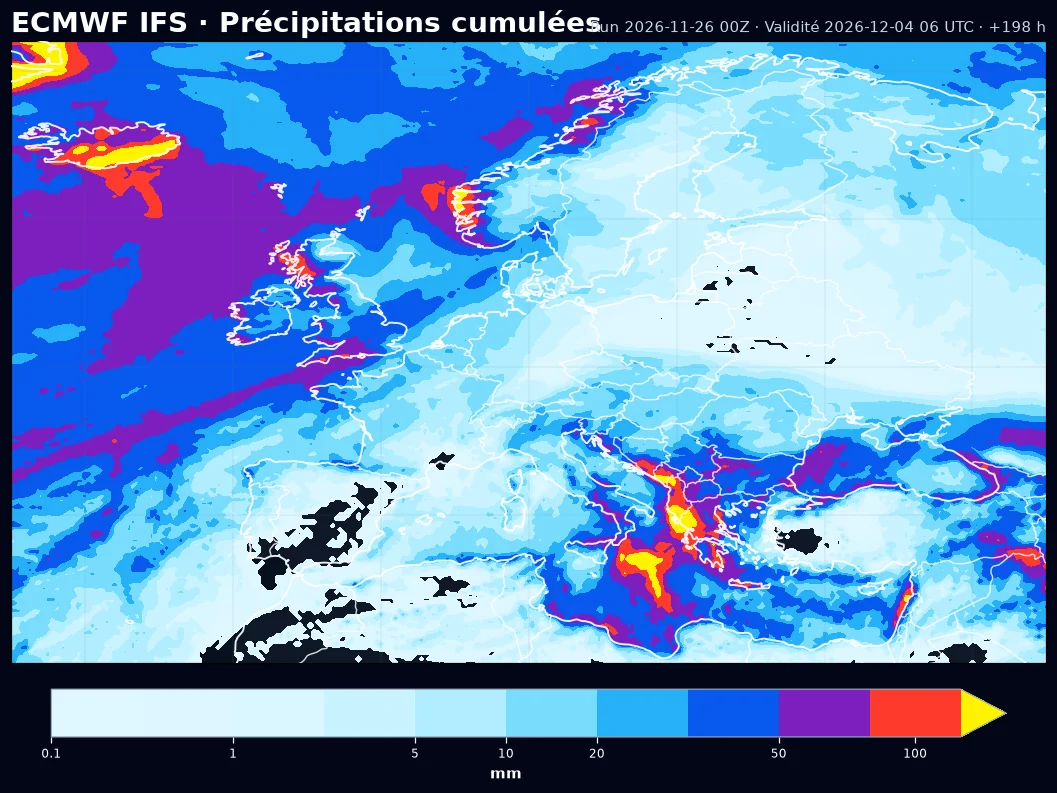 ECMWF IFS · Précipitations cumulées
Run 2026-11-26 00Z · Validité 2026-12-04 06 UTC · +198 h
0.1 1 5 10 20 50 100
mm